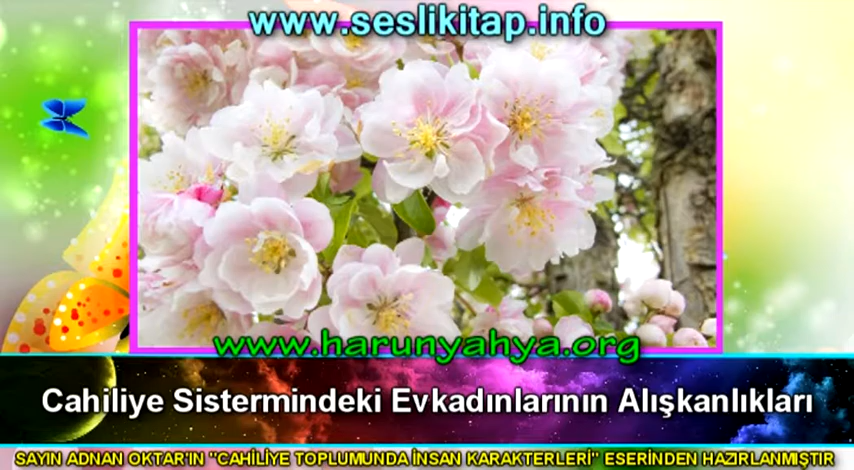 www.seslikitap.info
www.harunyahya.org
Cahiliye Sistermindeki Evkadınlarının Alışkanlıkları
SAYIN ADNAN OKTAR'IN "CAHİLİYE TOPLUMUNDA İNSAN KARAKTERLERİ" ESERİNDEN HAZIRLANMIŞTIR